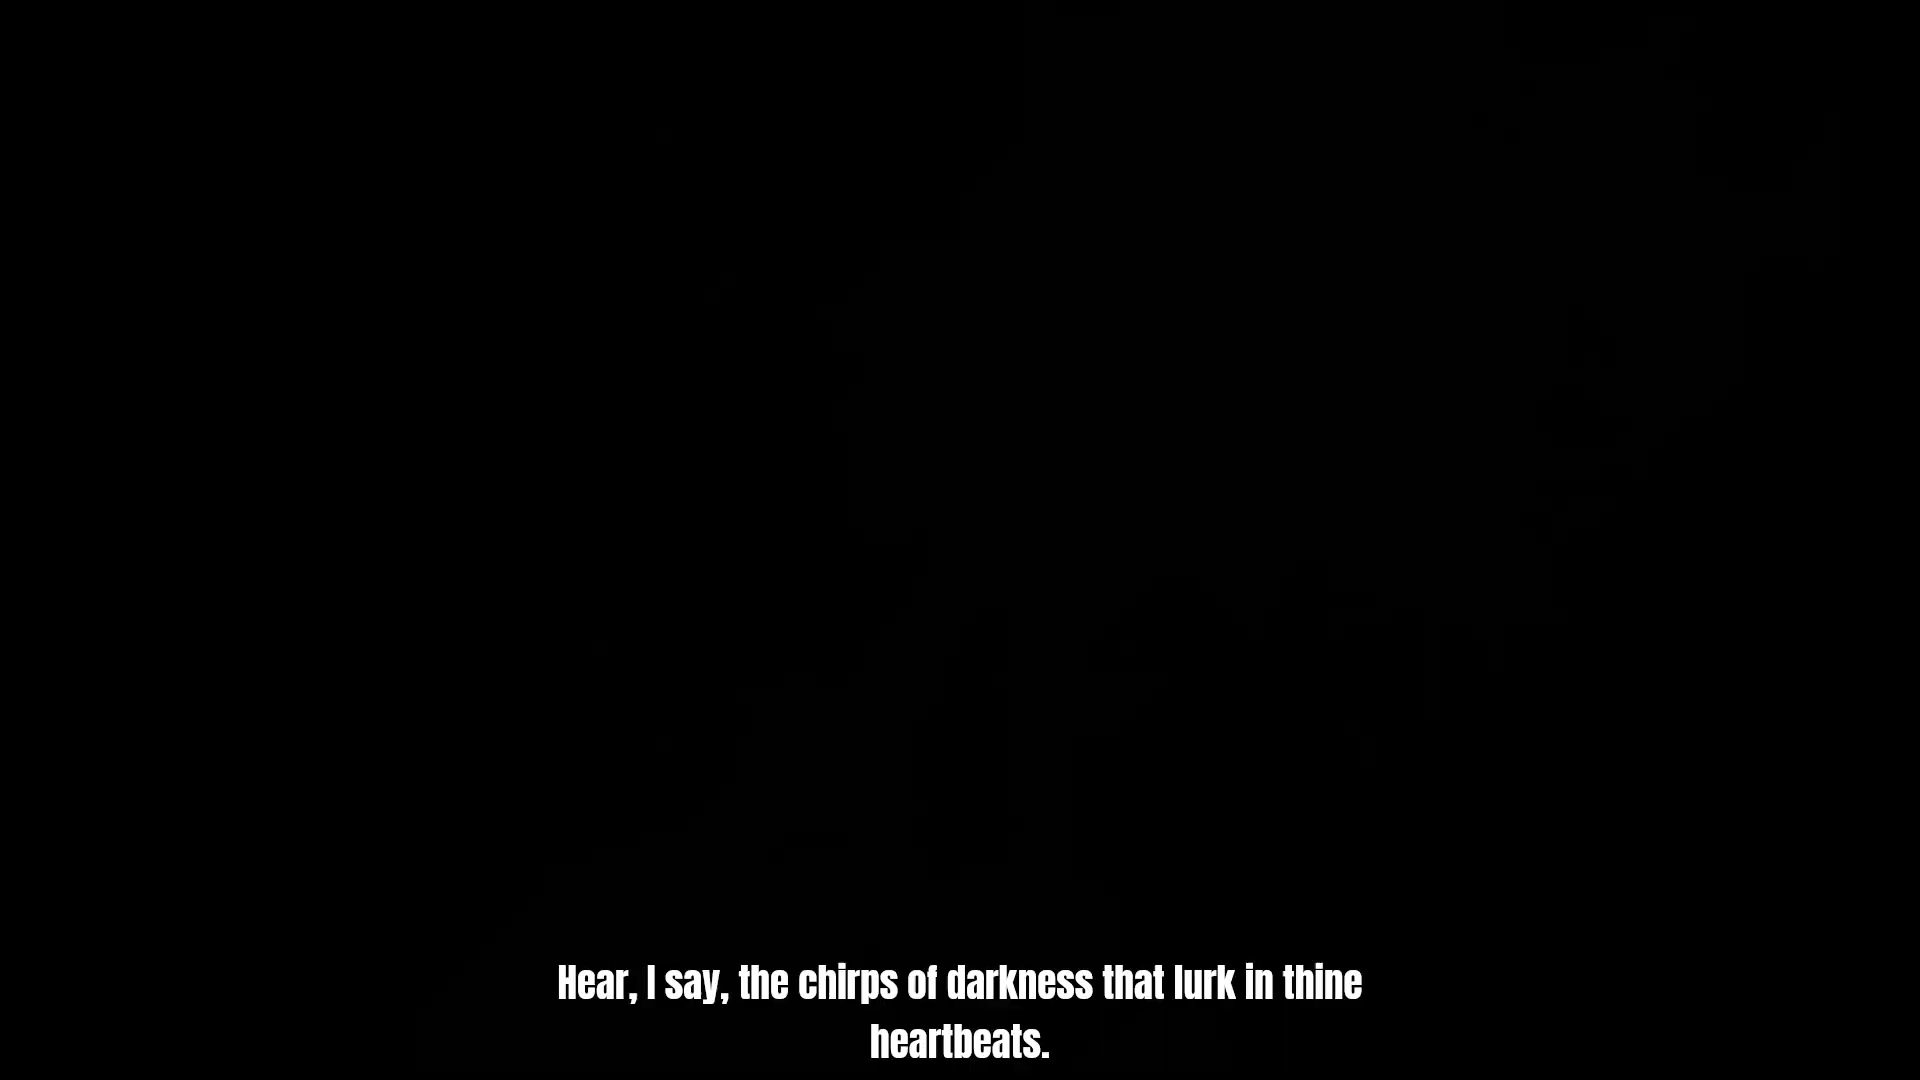 Hear, I say, the chirps of darkness that lurk in thine
heartbeats.